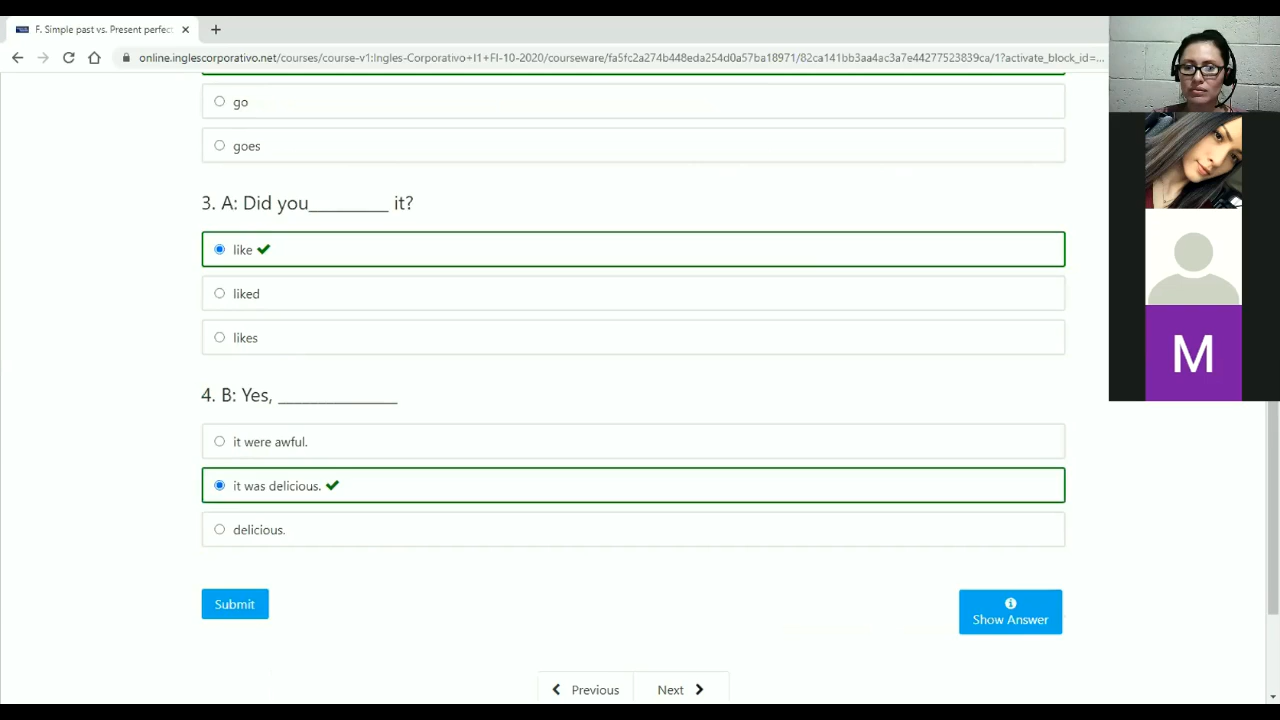 F. Simple past vs. Present perfec
online.inglescorporativo.net/courses/course-v1:Ingles-Corporativo+I1+FI-10-2020/courseware/fa5fc2a274b448eda254d0a57ba18971/82ca141bb3aa4ac3a7e44277523839ca/1?activate_block_id=...
go
goes
3. A: Did you_________ it?
like
liked
likes
4. B: Yes, _____________
it were awful.
it was delicious.
delicious.
Submit
Show Answer
Previous
Next
M